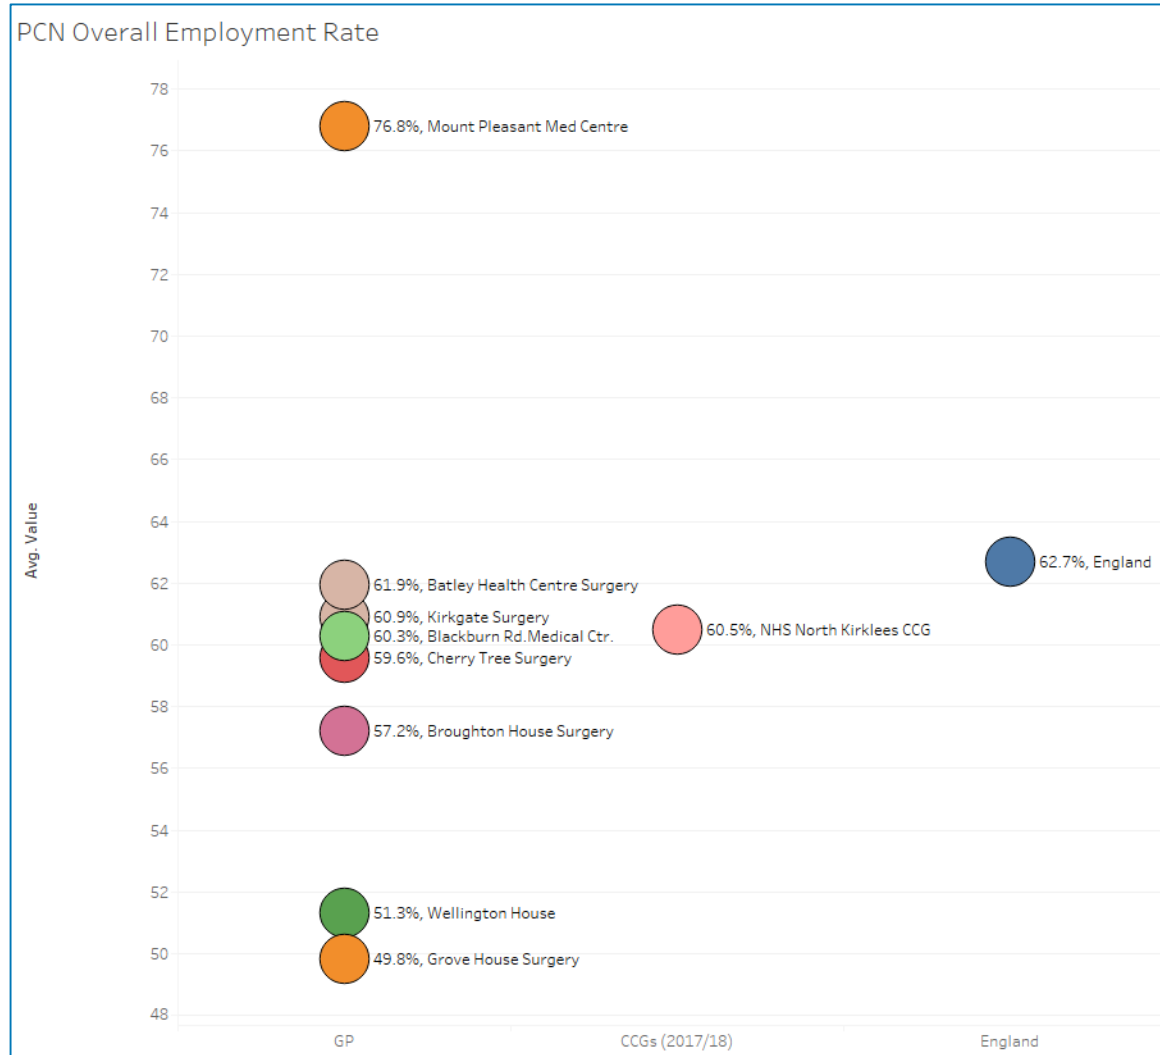 PCN Overall Employment Rate
78
76
74
72
70
68
66
64
62
60
58
56
54
52
50
48
Avg. Value
76.8%, Mount Pleasant Med Centre
61.9%, Batley Health Centre Surgery
60.9%, Kirkgate Surgery
60.3%, Blackburn Rd.Medical Ctr.
59.6%, Cherry Tree Surgery
57.2%, Broughton House Surgery
51.3%, Wellington House
49.8%, Grove House Surgery
60.5%, NHS North Kirklees CCG
62.7%, England
GP
CCGs (2017/18)
England